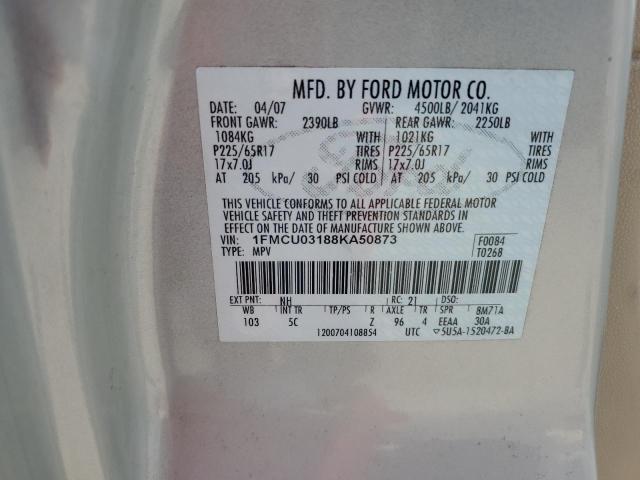 MFD. BY FORD MOTOR CO.
DATE: 04/07 GVWR: 4500LB/ 2041KG
FRONT GAWR: 2390LB REAR GAWR: 2250LB
1084KG WITH 1021KG WITH
P225/65R17 TIRES P225/65R17 TIRES
17x7.0J RIMS 17x7.0J RIMS
AT 205 kPa/ 30 PSI COLD AT 205 kPa/ 30 PSI COLD
THIS VEHICLE CONFORMS TO ALL APPLICABLE FEDERAL MOTOR
VEHICLE SAFETY AND THEFT PREVENTION STANDARDS IN
EFFECT ON THE DATE OF MANUFACTURE SHOWN ABOVE.
VIN: 1FMCU03188KA50873 F0084
TYPE: MPV T0268
EXT PNT: NH RC: 21 DSO:
WB INT TR TP/PS R AXLE TR SPR 8M71A
103 5C Z 96 4 EEAA 30A
1200704108854 UTC 5U5A-1520472-BA
Ford